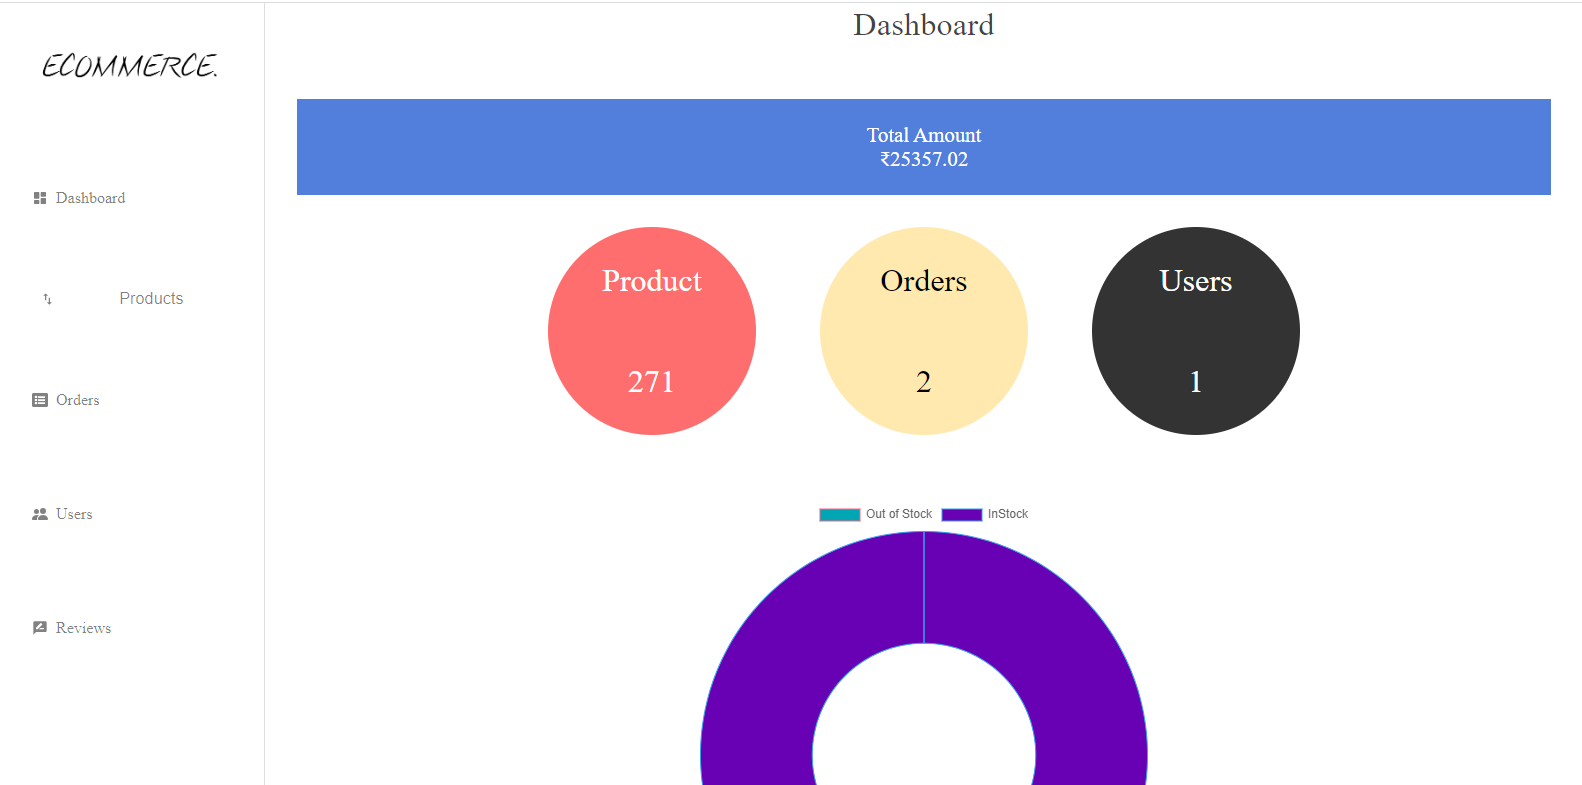 Dashboard
ECOMMERCE.
Total Amount
₹25357.02
Dashboard
Products
Orders
Users
Reviews
Product
271
Orders
2
Users
1
Out of Stock
InStock